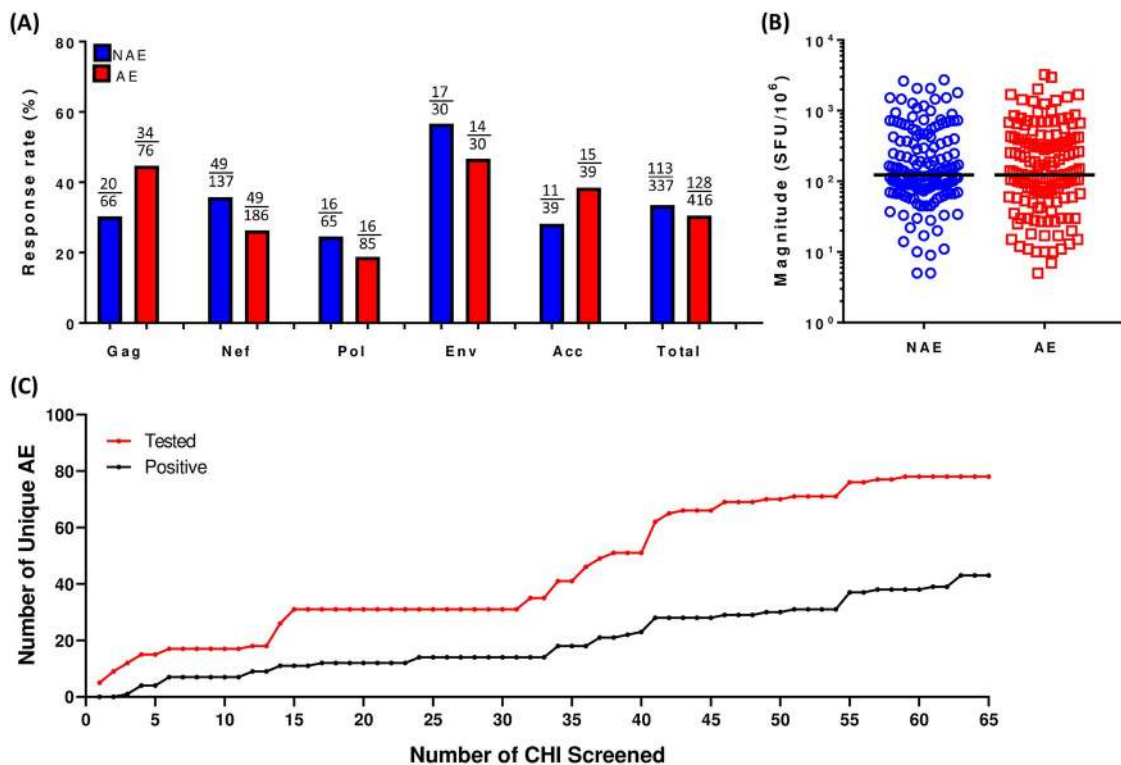 (A)
80
60
40
20
0
Response rate (%)
NAE
AE
20
66
34
76
49
137
49
186
16
65
16
85
17
30
14
30
11
39
15
39
113
337
128
416
Gag Nef Pol Env Acc Total
(B)
10⁴
10³
10²
10¹
10⁰
Magnitude (SFU/10⁶)
NAE AE
(C)
100
80
60
40
20
0
Number of Unique AE
Tested
Positive
0 5 10 15 20 25 30 35 40 45 50 55 60 65
Number of CHI Screened